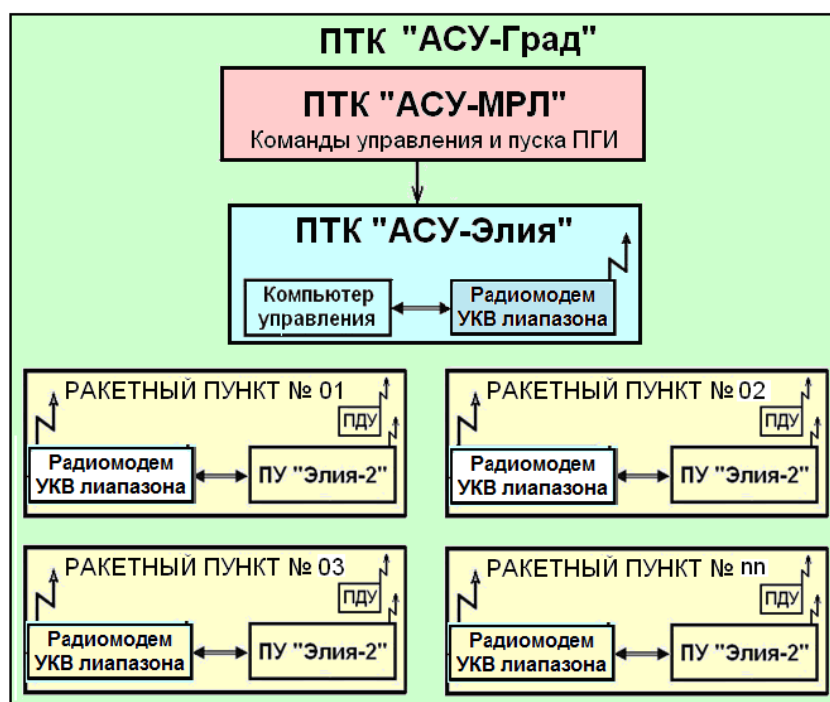 ПТК "АСУ-Град"
ПТК "АСУ-МРЛ"
Команды управления и пуска ПГИ
ПТК "АСУ-Элия"
Компьютер
управления
Радиомодем
УКВ лиапазона
РАКЕТНЫЙ ПУНКТ № 01
ПДУ
Радиомодем
УКВ лиапазона
ПУ "Элия-2"
РАКЕТНЫЙ ПУНКТ № 02
ПДУ
Радиомодем
УКВ лиапазона
ПУ "Элия-2"
РАКЕТНЫЙ ПУНКТ № 03
ПДУ
Радиомодем
УКВ лиапазона
ПУ "Элия-2"
РАКЕТНЫЙ ПУНКТ № nn
ПДУ
Радиомодем
УКВ лиапазона
ПУ "Элия-2"